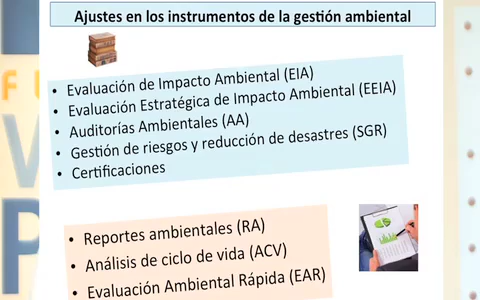 Ajustes en los instrumentos de la gestión ambiental
• Evaluación de Impacto Ambiental (EIA)
• Evaluación Estratégica de Impacto Ambiental (EEIA)
• Auditorías Ambientales (AA)
• Gestión de riesgos y reducción de desastres (SGR)
• Certificaciones
• Reportes ambientales (RA)
• Análisis de ciclo de vida (ACV)
• Evaluación Ambiental Rápida (EAR)